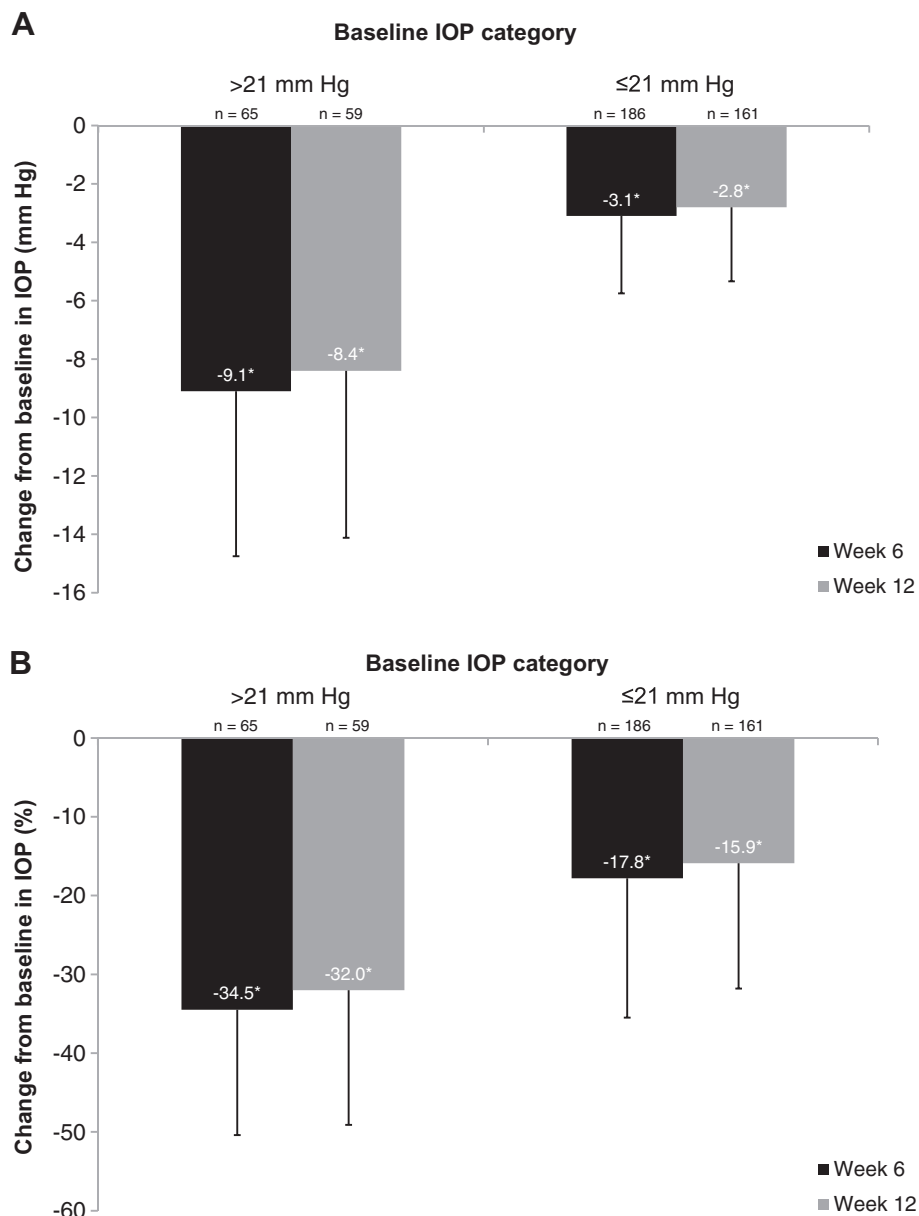 A
Baseline IOP category
>21 mm Hg ≤21 mm Hg
n = 65 n = 59 n = 186 n = 161
Change from baseline in IOP (mm Hg)
0
-2
-4
-6
-8
-10
-12
-14
-16
-9.1*
-8.4*
-3.1*
-2.8*
Week 6
Week 12
B
Baseline IOP category
>21 mm Hg ≤21 mm Hg
n = 65 n = 59 n = 186 n = 161
Change from baseline in IOP (%)
0
-10
-20
-30
-40
-50
-60
-34.5*
-32.0*
-17.8*
-15.9*
Week 6
Week 12